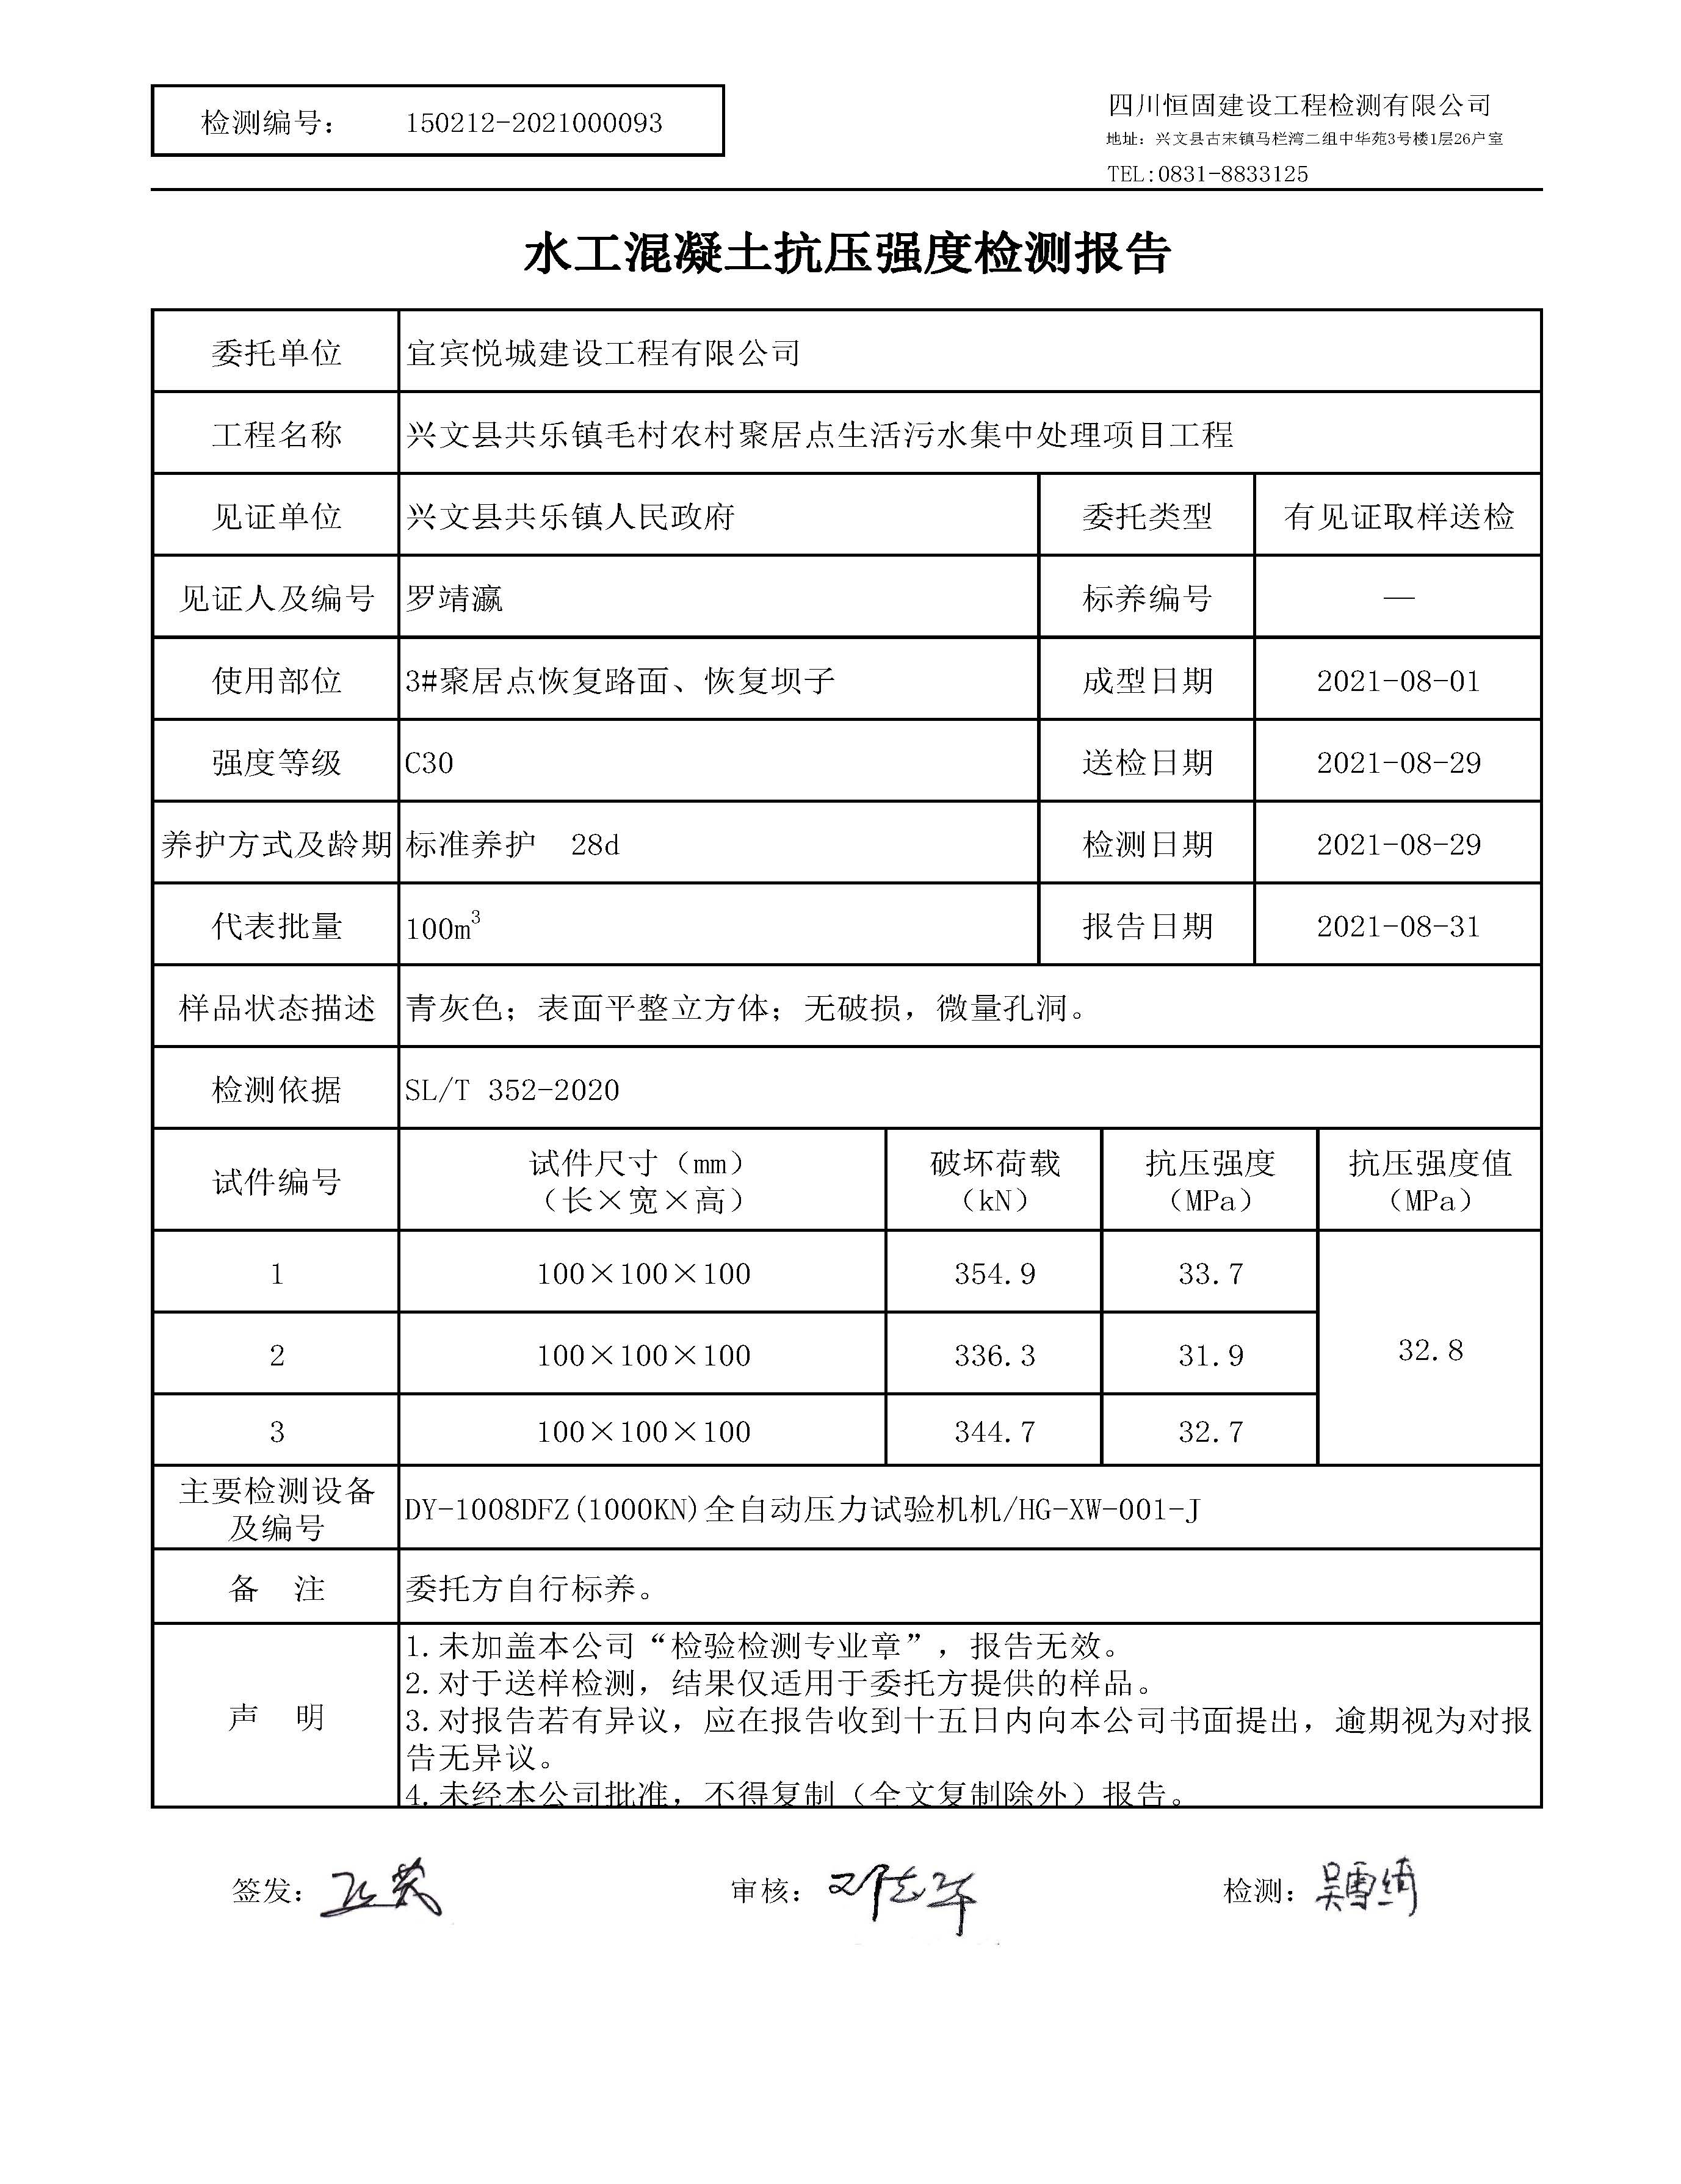 检测编号： 150212-2021000093
四川恒固建设工程检测有限公司
地址：兴文县古宋镇马栏湾二组中华苑3号楼1层26户室
TEL:0831-8833125
水工混凝土抗压强度检测报告
委托单位 宜宾悦城建设工程有限公司
工程名称 兴文县共乐镇毛村农村聚居点生活污水集中处理项目工程
见证单位 兴文县共乐镇人民政府 委托类型 有见证取样送检
见证人及编号 罗靖瀛 标养编号 —
使用部位 3#聚居点恢复路面、恢复坝子 成型日期 2021-08-01
强度等级 C30 送检日期 2021-08-29
养护方式及龄期 标准养护 28d 检测日期 2021-08-29
代表批量 100m³ 报告日期 2021-08-31
样品状态描述 青灰色；表面平整立方体；无破损，微量孔洞。
检测依据 SL/T 352-2020
试件编号 试件尺寸（mm） 破坏荷载 抗压强度 抗压强度值
（长×宽×高） （kN） （MPa） （MPa）
1 100×100×100 354.9 33.7
2 100×100×100 336.3 31.9 32.8
3 100×100×100 344.7 32.7
主要检测设备
及编号 DY-1008DFZ(1000KN)全自动压力试验机机/HG-XW-001-J
备 注 委托方自行标养。
声 明
1.未加盖本公司“检验检测专业章”，报告无效。
2.对于送样检测，结果仅适用于委托方提供的样品。
3.对报告若有异议，应在报告收到十五日内向本公司书面提出，逾期视为对报
告无异议。
4.未经本公司批准，不得复制（全文复制除外）报告。
签发： 审核：邓志华 检测：吴雪绮